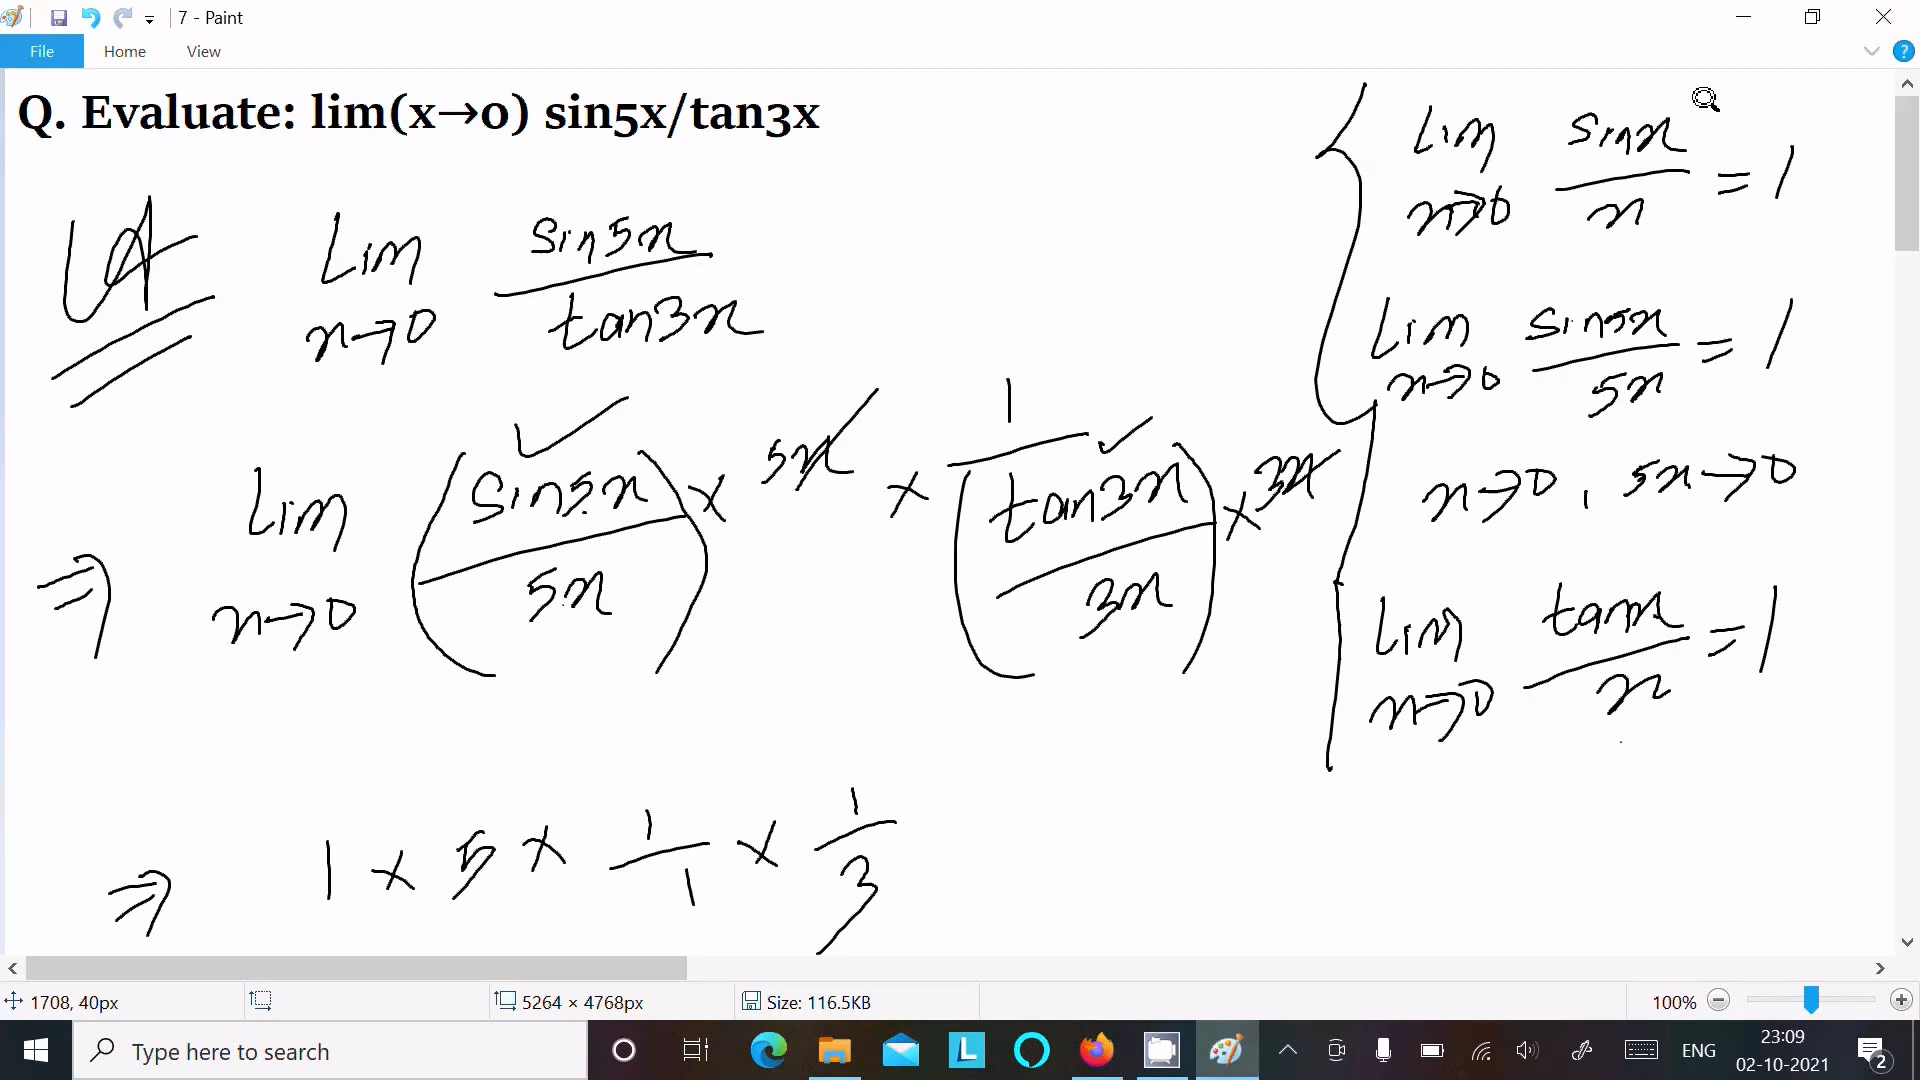 7 - Paint
File Home View
Q. Evaluate: lim(x→0) sin5x/tan3x
Lim x→0 sin5x / tan3x
⇒ Lim x→0 (sin5x / 5x) × 5x × 1 / (tan3x / 3x) × 3x
⇒ 1 × 5 × 1/1 × 1/3
Lim x→0 sinx / x = 1
Lim x→0 sin5x / 5x = 1
x→0, 5x→0
Lim x→0 tanx / x = 1
1708, 40px 5264 × 4768px Size: 116.5KB 100%
Type here to search ENG 23:09
02-10-2021 2